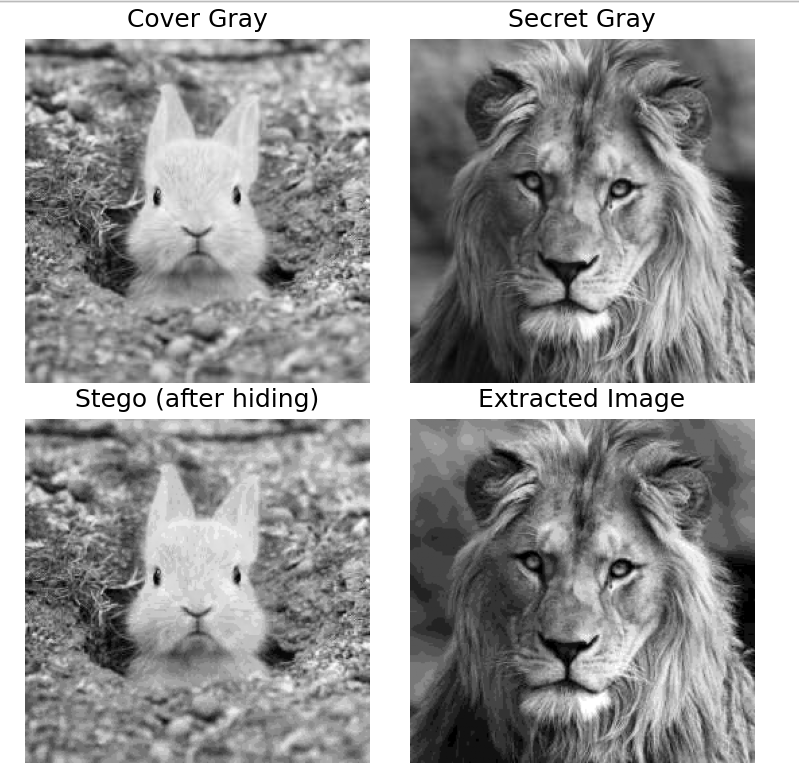 Cover Gray
Secret Gray
Stego (after hiding)
Extracted Image